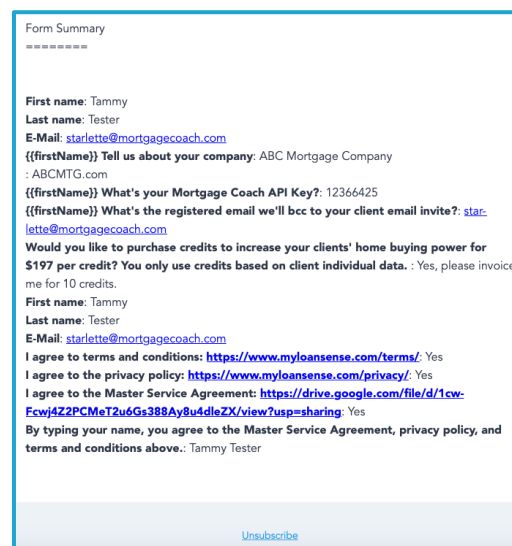 Form Summary
========
First name: Tammy
Last name: Tester
E-Mail: starlette@mortgagecoach.com
{{firstName}} Tell us about your company: ABC Mortgage Company
: ABCMTG.com
{{firstName}} What's your Mortgage Coach API Key?: 12366425
{{firstName}} What's the registered email we'll bcc to your client email invite?: star-
lette@mortgagecoach.com
Would you like to purchase credits to increase your clients' home buying power for
$197 per credit? You only use credits based on client individual data. : Yes, please invoice
me for 10 credits.
First name: Tammy
Last name: Tester
E-Mail: starlette@mortgagecoach.com
I agree to terms and conditions: https://www.myloansense.com/terms/: Yes
I agree to the privacy policy: https://www.myloansense.com/privacy/: Yes
I agree to the Master Service Agreement: https://drive.google.com/file/d/1cw-
Fcwj4Z2PCMeT2u6Gs388Ay8u4dleZX/view?usp=sharing: Yes
By typing your name, you agree to the Master Service Agreement, privacy policy, and
terms and conditions above.: Tammy Tester
Unsubscribe